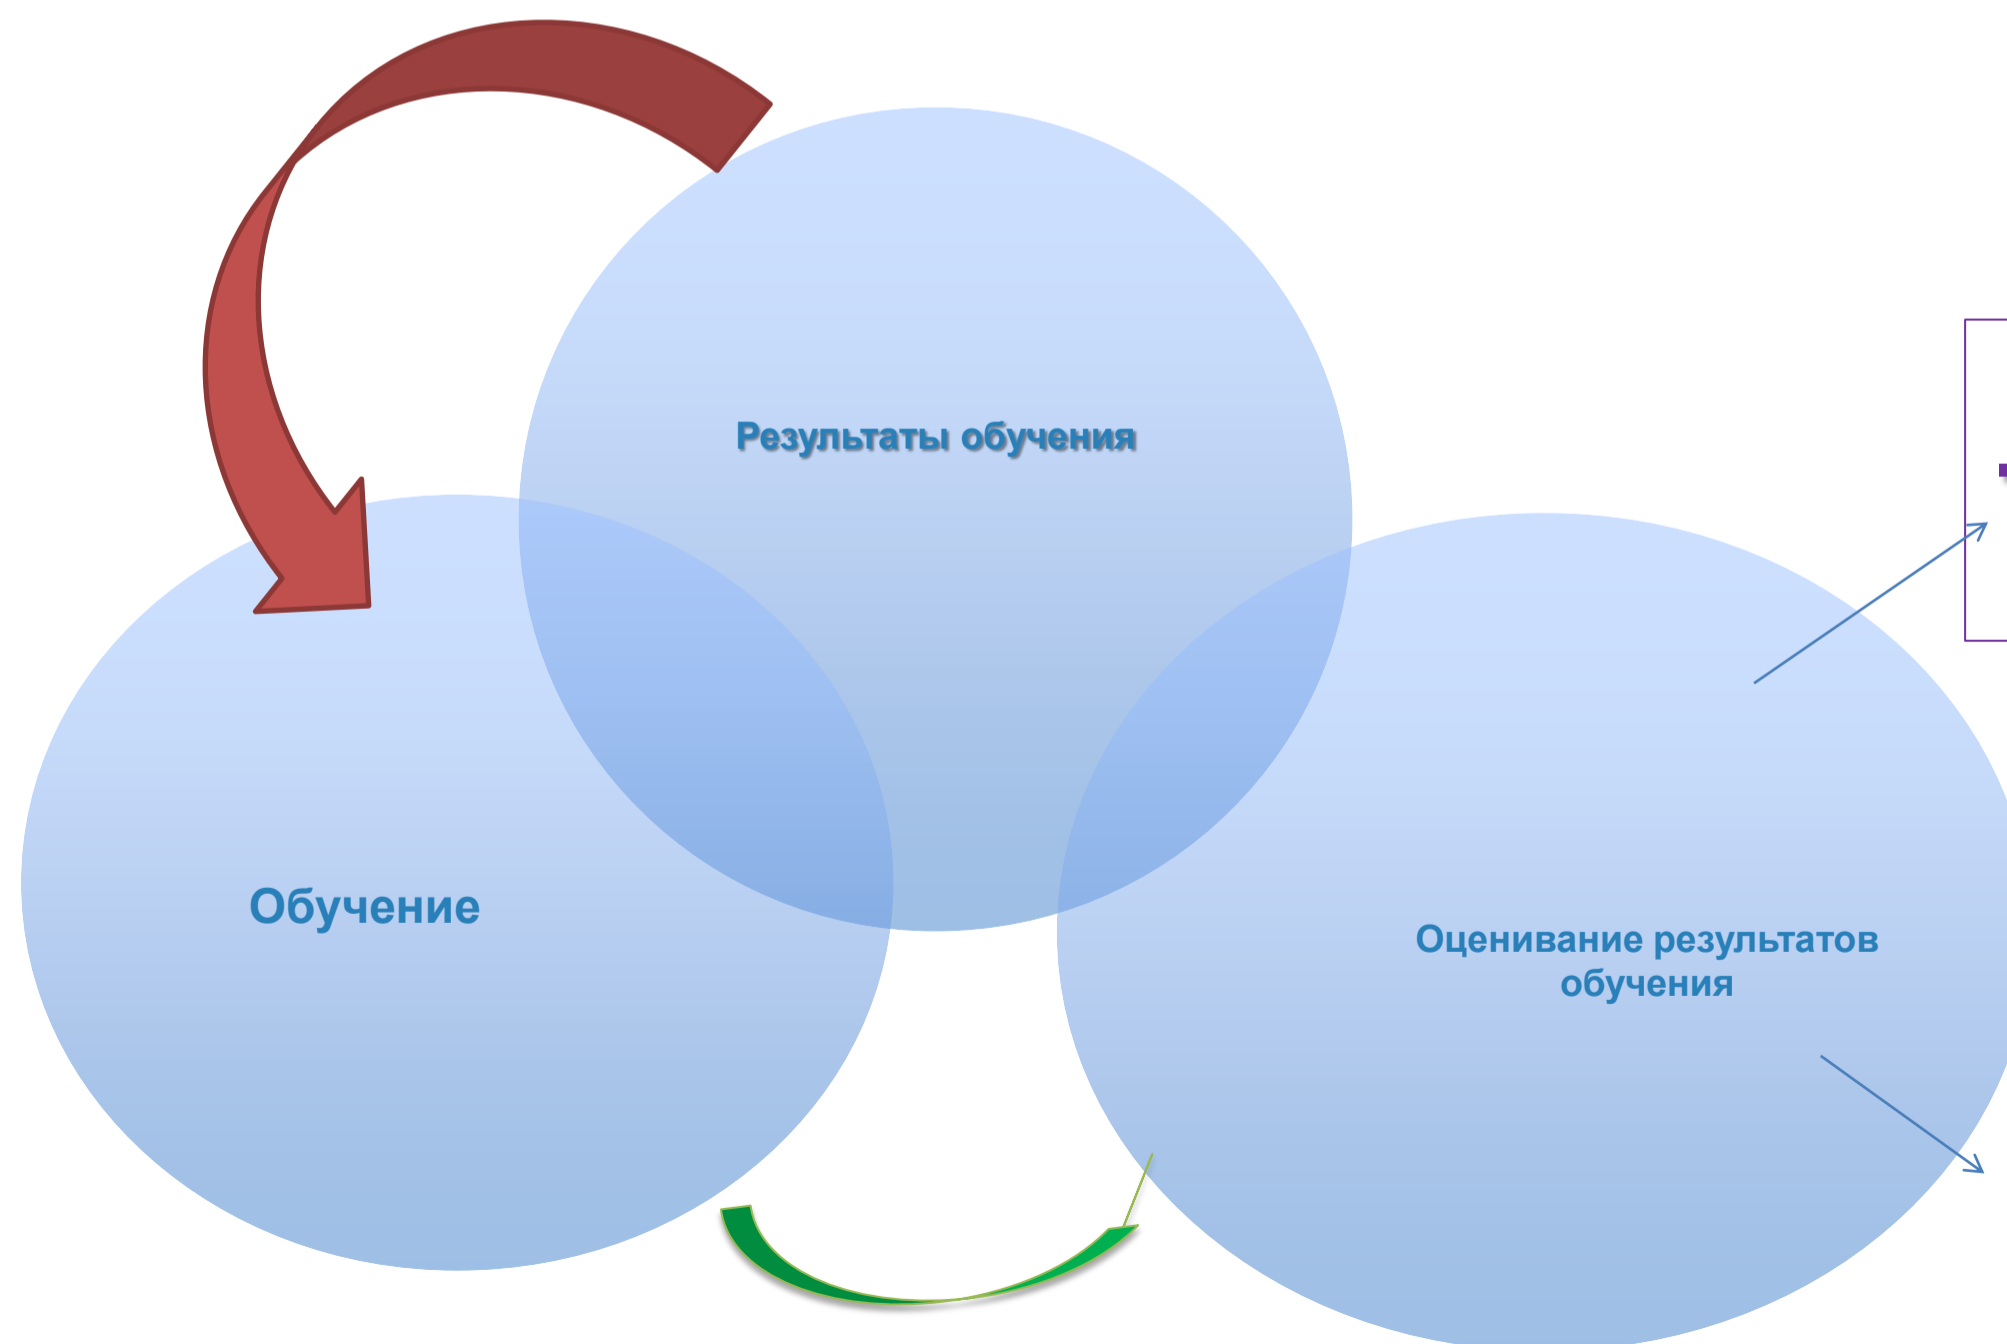 Результаты обучения
Обучение
Оценивание результатов
обучения